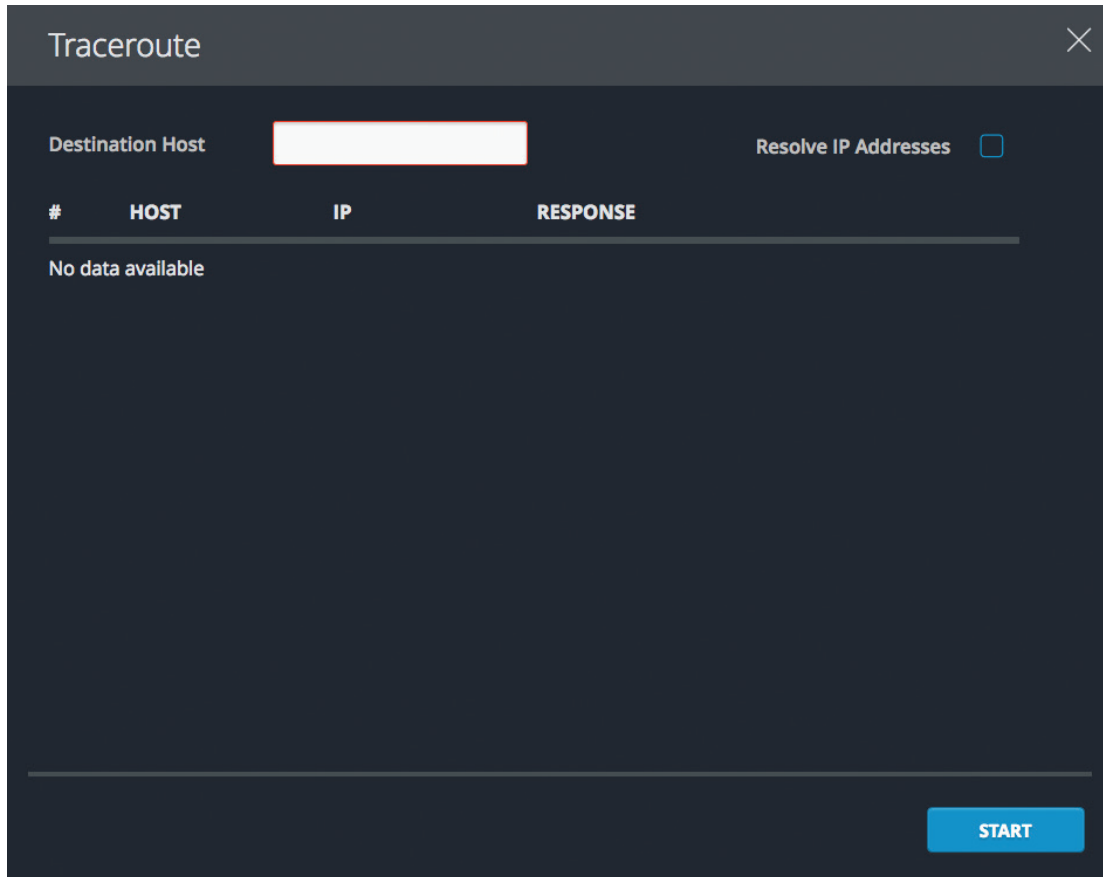 Traceroute
Destination Host
Resolve IP Addresses
# HOST IP RESPONSE
No data available
START